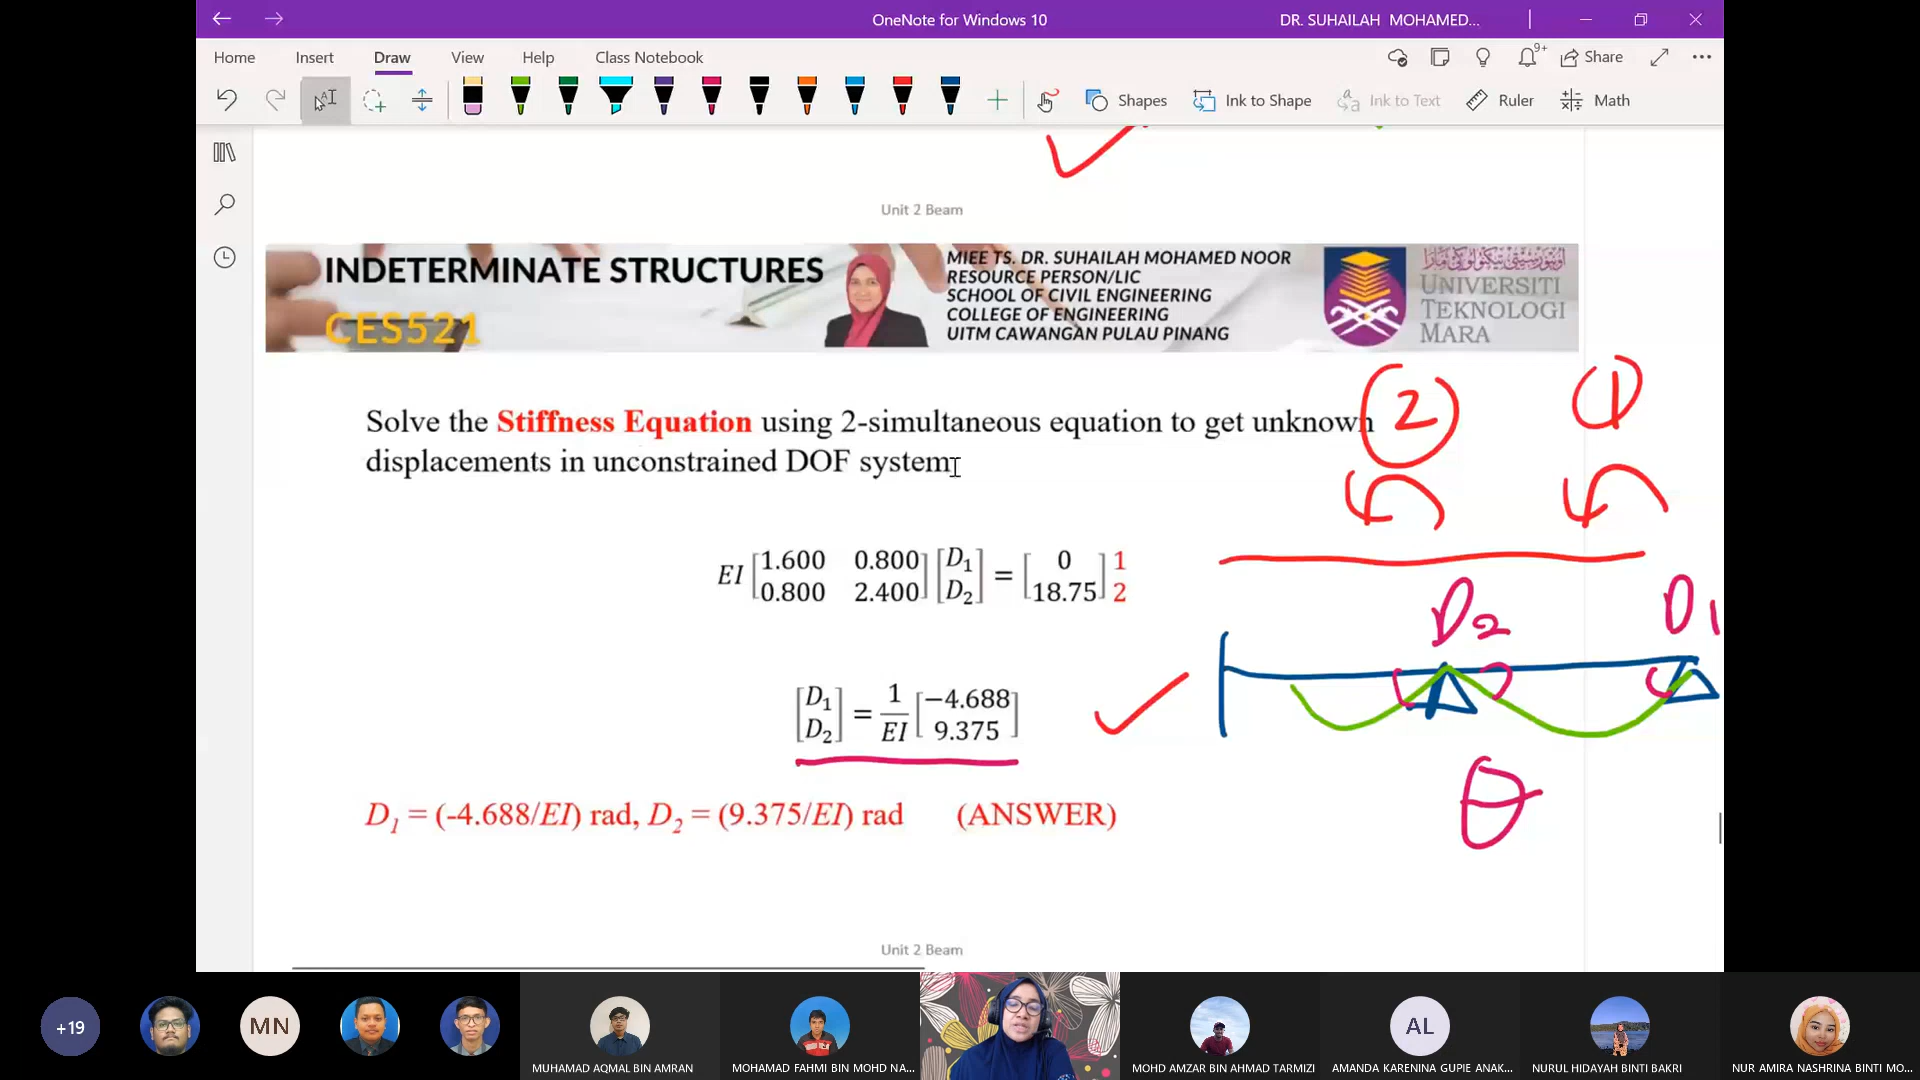 OneNote for Windows 10
DR. SUHAILAH MOHAMED...
Home Insert Draw View Help Class Notebook
9+
Share
Shapes
Ink to Shape
Ink to Text
Ruler
Math
Unit 2 Beam
INDETERMINATE STRUCTURES
CES521
MIEE TS. DR. SUHAILAH MOHAMED NOOR
RESOURCE PERSON/LIC
SCHOOL OF CIVIL ENGINEERING
COLLEGE OF ENGINEERING
UITM CAWANGAN PULAU PINANG
UNIVERSITI
TEKNOLOGI
MARA
2 1
Solve the Stiffness Equation using 2-simultaneous equation to get unknown
displacements in unconstrained DOF system
EI [1.600 0.800] [D₁] = [0] 1
[0.800 2.400] [D₂] [18.75] 2
D₂ D₁
[D₁] = 1/EI [−4.688]
[D₂] [9.375]
θ
D₁ = (-4.688/EI) rad, D₂ = (9.375/EI) rad (ANSWER)
Unit 2 Beam
+19
MN
MUHAMAD AQMAL BIN AMRAN
MOHAMAD FAHMI BIN MOHD NA...
MOHD AMZAR BIN AHMAD TARMIZI
AL
AMANDA KARENINA GUPIE ANAK...
NURUL HIDAYAH BINTI BAKRI
NUR AMIRA NASHRINA BINTI MO...